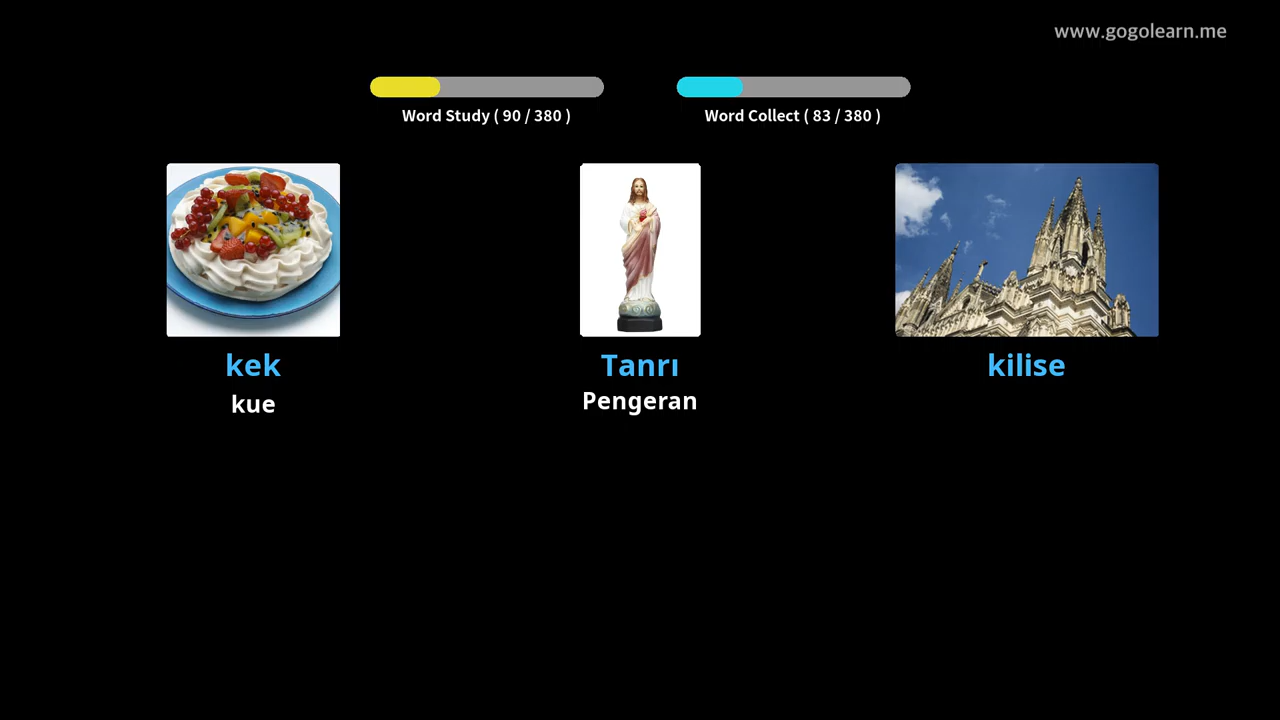 www.gogolearn.me
Word Study ( 90 / 380 )
Word Collect ( 83 / 380 )
kek
Tanrı
kilise
kue
Pengeran